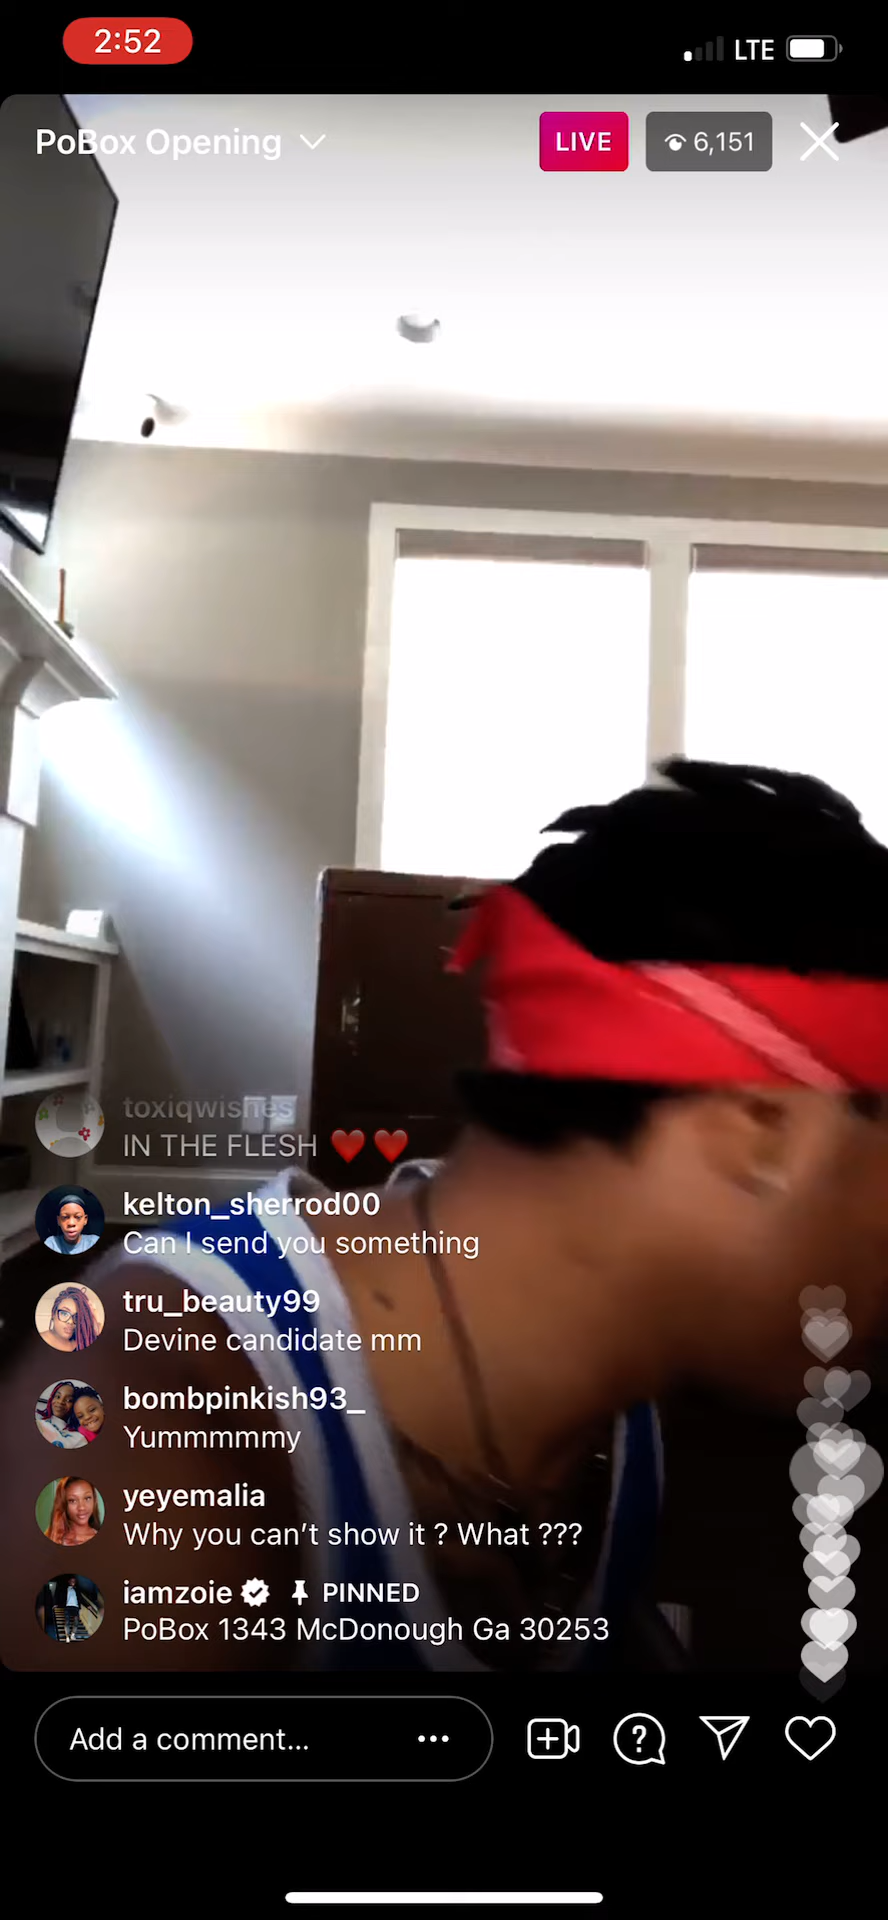 2:52
LTE
PoBox Opening
LIVE
6,151
toxiqwishes
IN THE FLESH ❤️❤️
kelton_sherrod00
Can I send you something
tru_beauty99
Devine candidate mm
bombpinkish93_
Yummmmmy
yeyemalia
Why you can't show it ? What ???
iamzoie PINNED
PoBox 1343 McDonough Ga 30253
Add a comment...